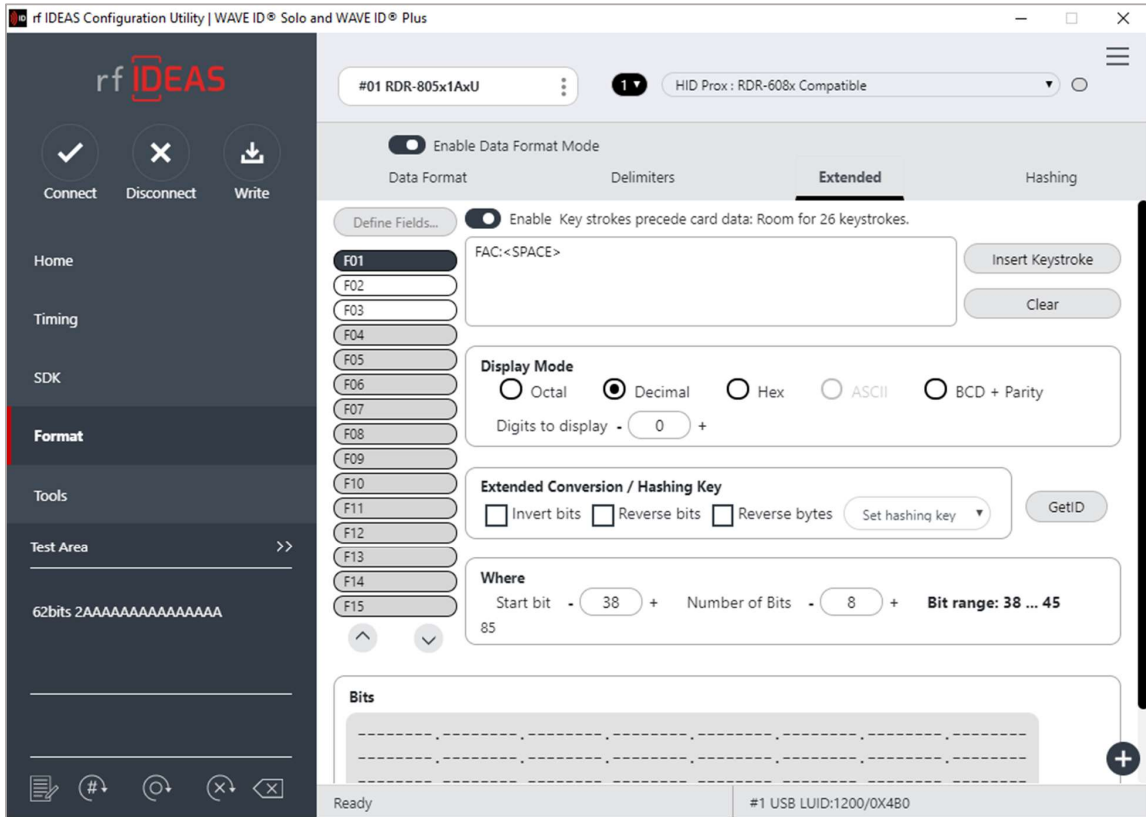 rf IDEAS Configuration Utility | WAVE ID® Solo and WAVE ID® Plus
rf IDEAS
Connect
Disconnect
Write
Home
Timing
SDK
Format
Tools
Test Area >>
62bits 2AAAAAAAAAAAAAAA
#01 RDR-805x1AxU
1
HID Prox : RDR-608x Compatible
Enable Data Format Mode
Data Format
Delimiters
Extended
Hashing
Define Fields...
Enable Key strokes precede card data: Room for 26 keystrokes.
F01
F02
F03
F04
F05
F06
F07
F08
F09
F10
F11
F12
F13
F14
F15
FAC:<SPACE>
Insert Keystroke
Clear
Display Mode
Octal Decimal Hex ASCII BCD + Parity
Digits to display - 0 +
Extended Conversion / Hashing Key
Invert bits Reverse bits Reverse bytes Set hashing key
GetID
Where
Start bit - 38 + Number of Bits - 8 + Bit range: 38 ... 45
85
Bits
--------.--------.--------.--------.--------.--------.--------.--------
--------.--------.--------.--------.--------.--------.--------.--------
--------.--------.--------.--------.--------.--------.--------.--------
Ready
#1 USB LUID:1200/0X4B0